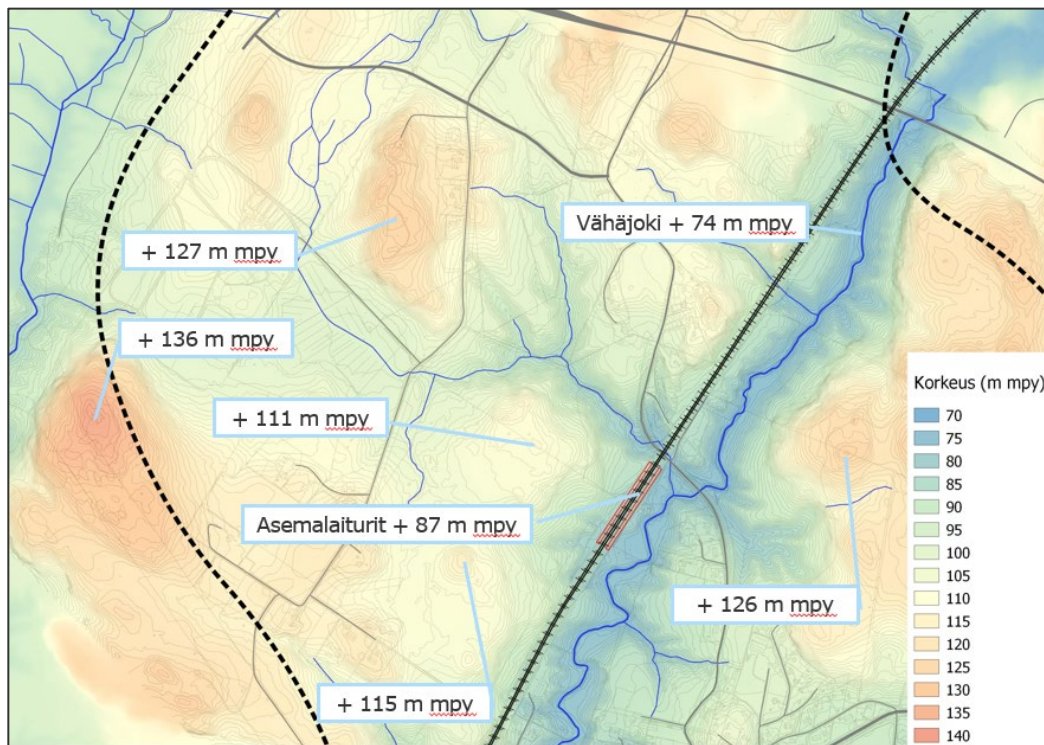 Vähäjoki + 74 m mpy
+ 127 m mpy
+ 136 m mpy
+ 111 m mpy
Asemalaiturit + 87 m mpy
+ 126 m mpy
+ 115 m mpy
Korkeus (m mpy)
70
75
80
85
90
95
100
105
110
115
120
125
130
135
140